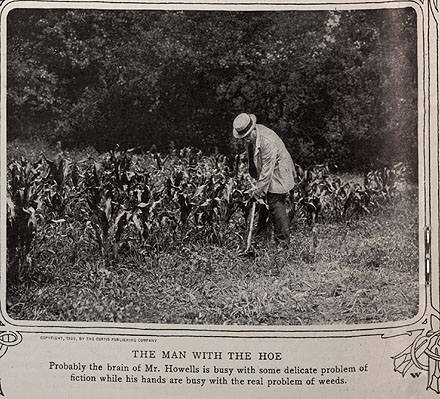 COPYRIGHT, 1902, BY THE CURTIS PUBLISHING COMPANY
THE MAN WITH THE HOE
Probably the brain of Mr. Howells is busy with some delicate problem of
fiction while his hands are busy with the real problem of weeds.
W